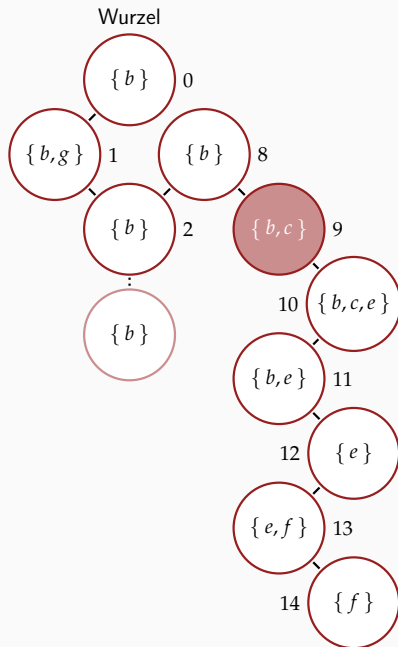 Wurzel
{ b } 0
{ b, g } 1 { b } 8
{ b } 2 { b, c } 9
10 { b, c, e }
{ b }
{ b, e } 11
12 { e }
{ e, f } 13
14 { f }